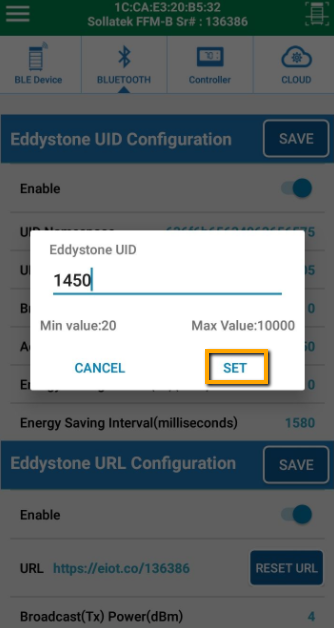 1C:CA:E3:20:B5:32
Sollatek FFM-B Sr# : 136386
BLE Device
BLUETOOTH
Controller
CLOUD
Eddystone UID Configuration
SAVE
Enable
Eddystone UID
1450
Min value:20
Max Value:10000
CANCEL
SET
Energy Saving Interval(milliseconds)
1580
Eddystone URL Configuration
SAVE
Enable
URL
https://eiot.co/136386
RESET URL
Broadcast(Tx) Power(dBm)
4